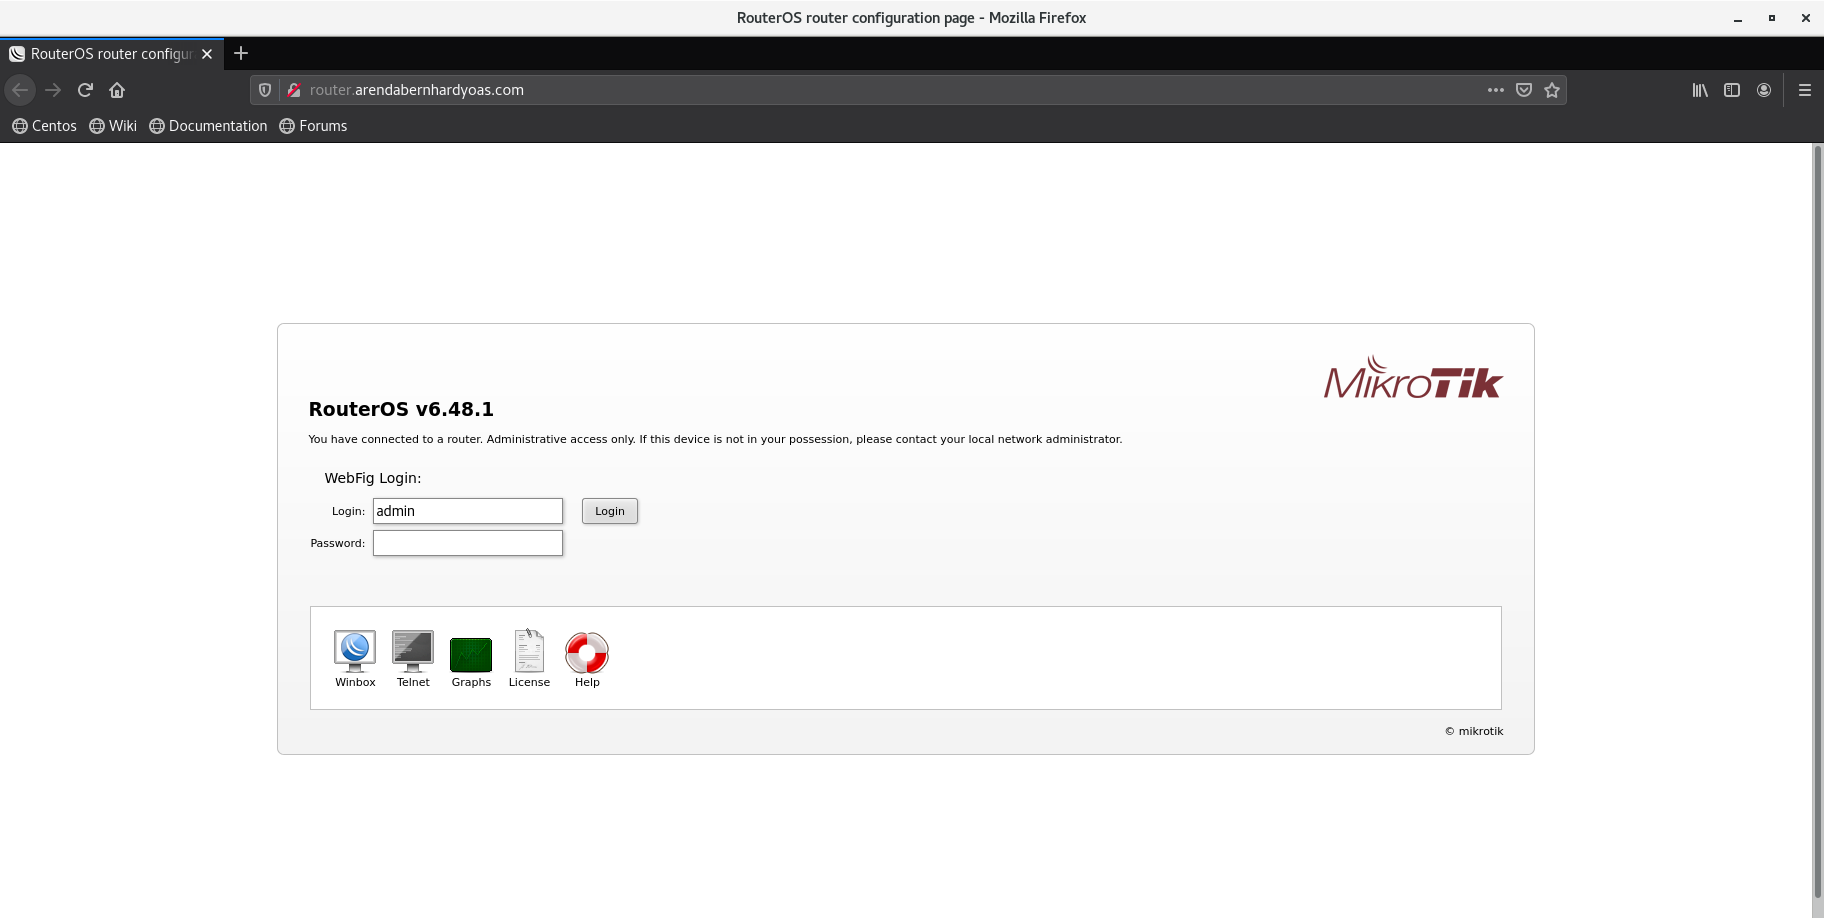 RouterOS router configuration page - Mozilla Firefox
RouterOS router configur
router.arendabernhardyoas.com
Centos Wiki Documentation Forums
MikroTik
RouterOS v6.48.1
You have connected to a router. Administrative access only. If this device is not in your possession, please contact your local network administrator.
WebFig Login:
Login: admin Login
Password:
Winbox Telnet Graphs License Help
© mikrotik